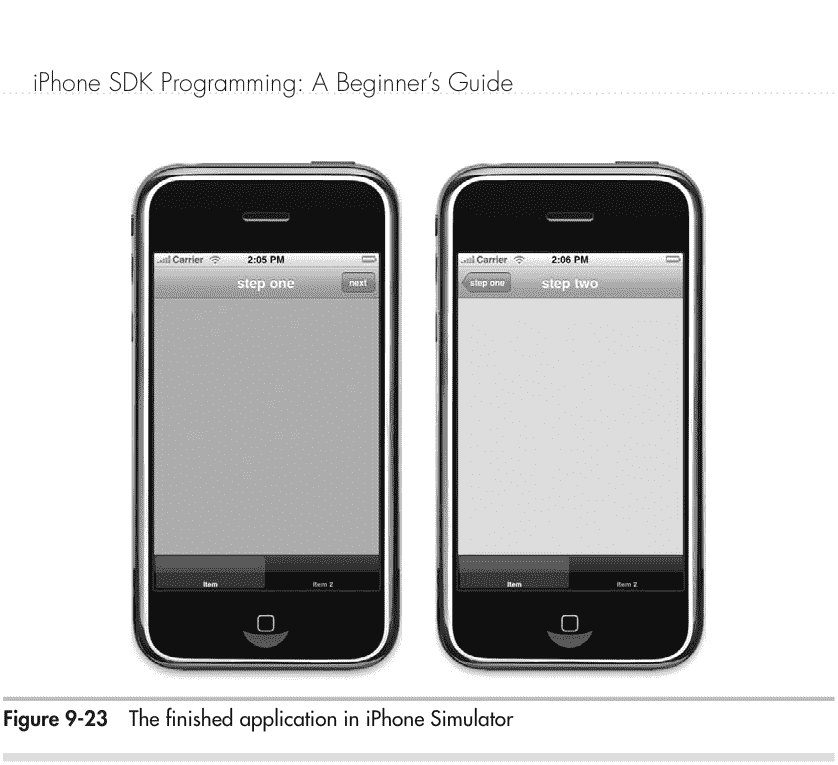 iPhone SDK Programming: A Beginner's Guide
Carrier 2:05 PM
step one next
Item Item 2
Carrier 2:06 PM
step one step two
Item Item 2
Figure 9-23 The finished application in iPhone Simulator